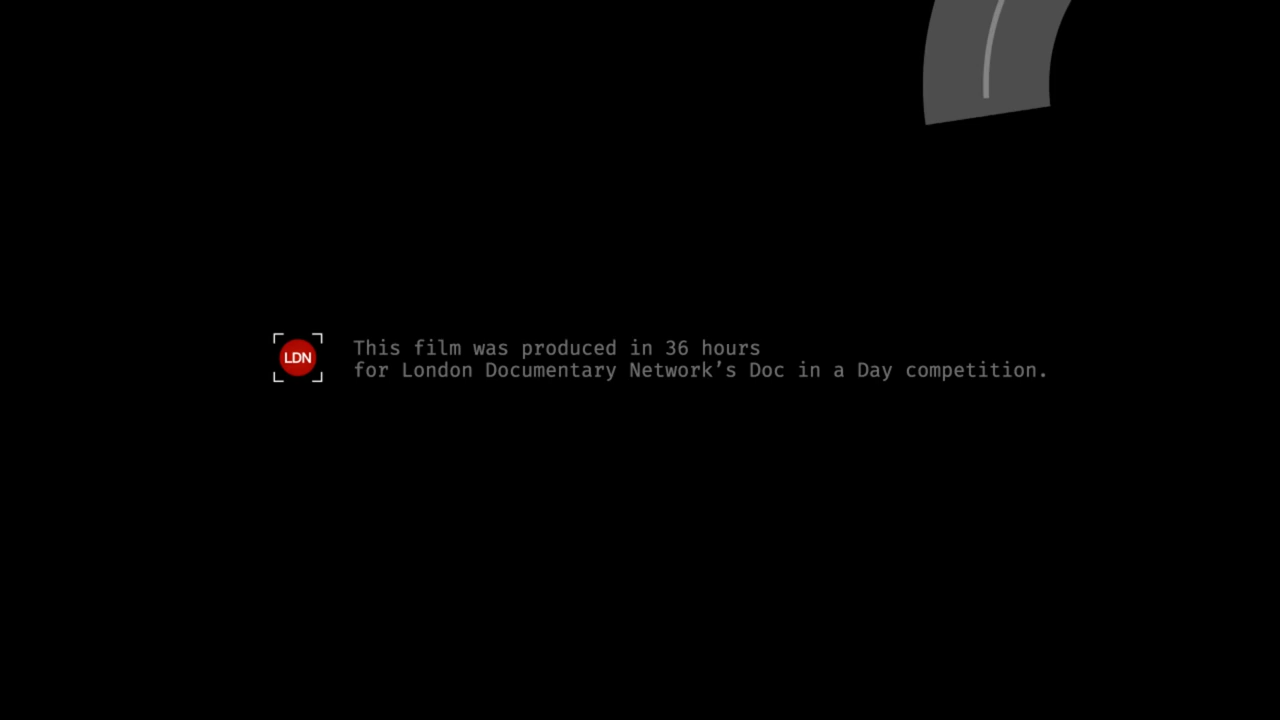 LDN
This film was produced in 36 hours
for London Documentary Network’s Doc in a Day competition.